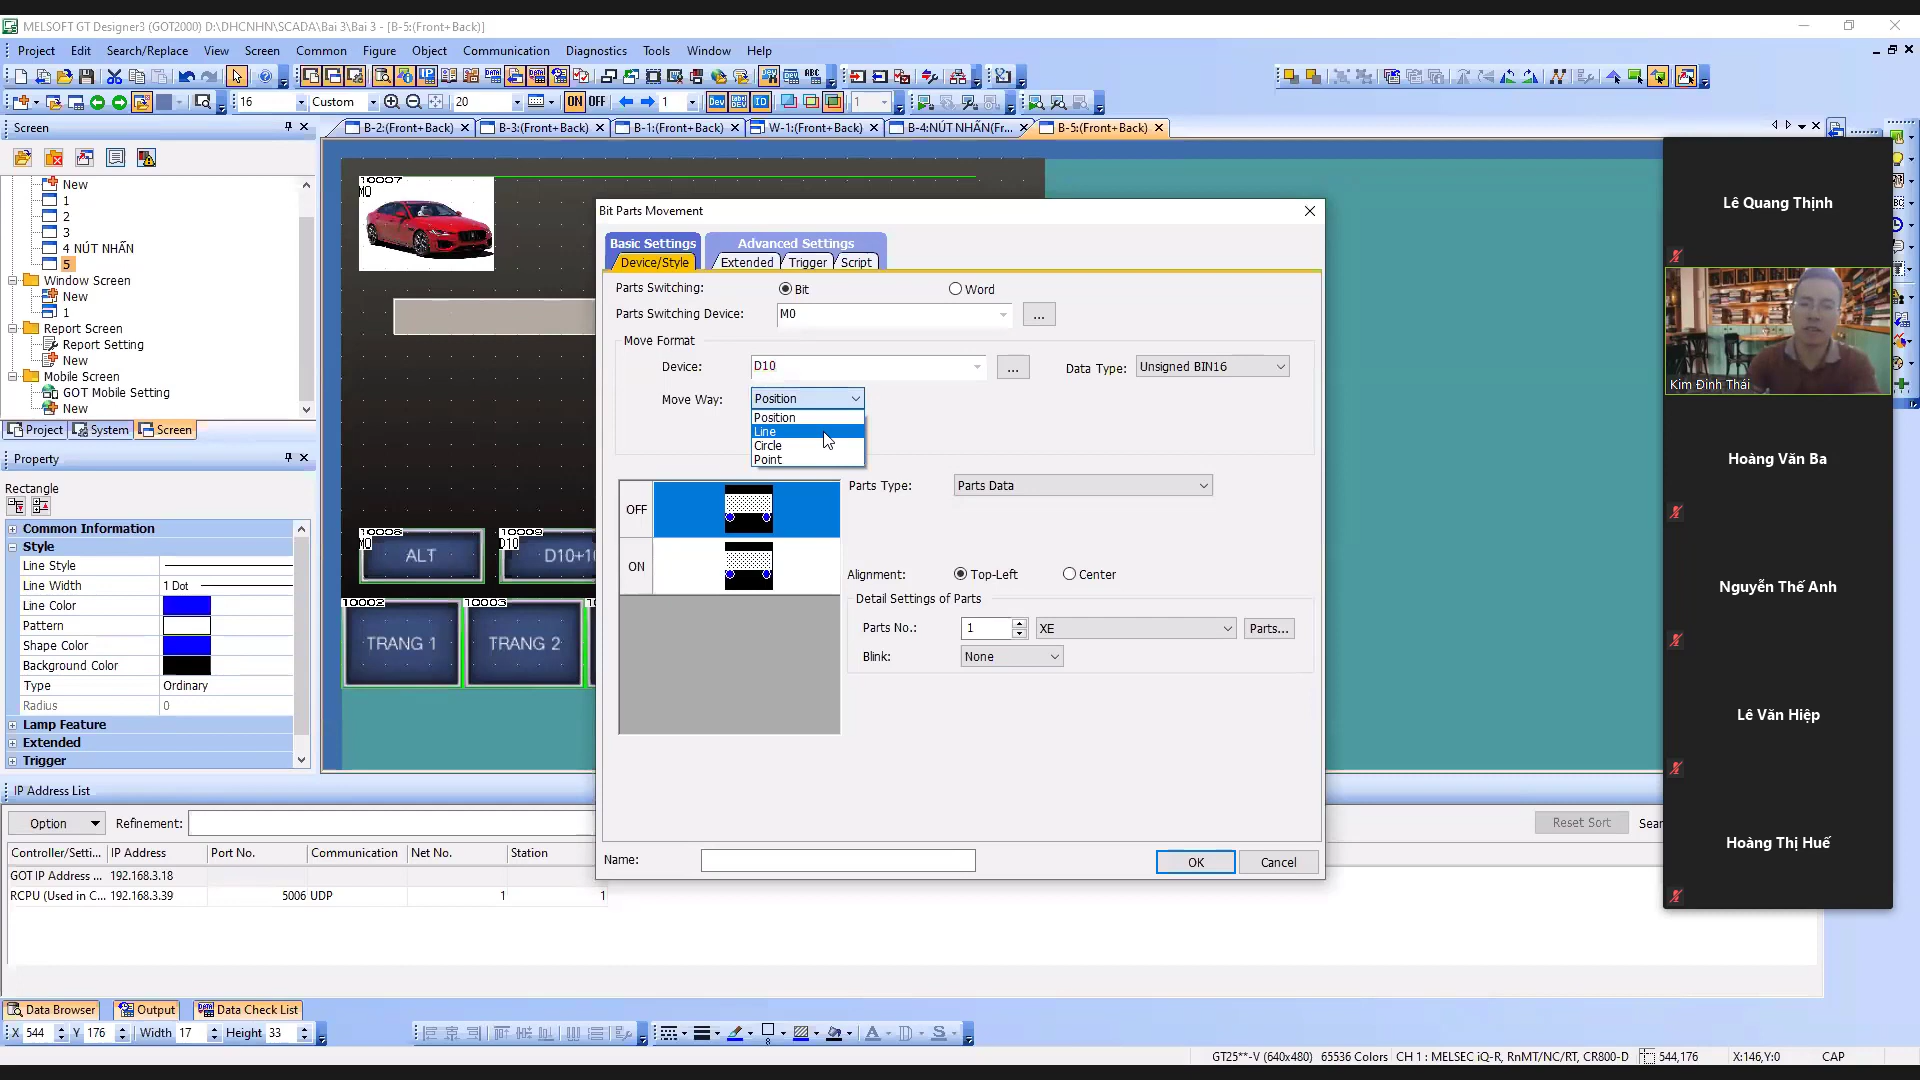 MELSOFT GT Designer3 (GOT2000) D:\DHCNHN\SCADA\Bai 3\Bai 3 - [B-5:(Front+Back)]
Project Edit Search/Replace View Screen Common Figure Object Communication Diagnostics Tools Window Help
16 Custom 20 ON OFF 1 Dev ID 1
Screen
B-2:(Front+Back) B-3:(Front+Back) B-1:(Front+Back) W-1:(Front+Back) B-4:NÚT NHẤN(Fr... B-5:(Front+Back)
New
1
2
3
4 NÚT NHẤN
5
Window Screen
New
1
Report Screen
Report Setting
New
Mobile Screen
GOT Mobile Setting
New
Project System Screen
Property
Rectangle
Common Information
Style
Line Style
Line Width 1 Dot
Line Color
Pattern
Shape Color
Background Color
Type Ordinary
Radius 0
Lamp Feature
Extended
Trigger
10007
M0
10008
M0
ALT
10009
D10
D10+10
10002
TRANG 1
10003
TRANG 2
Bit Parts Movement
Basic Settings Advanced Settings
Device/Style Extended Trigger Script
Parts Switching: Bit Word
Parts Switching Device: M0 ...
Move Format
Device: D10 ... Data Type: Unsigned BIN16
Move Way: Position
Position
Line
Circle
Point
OFF
ON
Parts Type: Parts Data
Alignment: Top-Left Center
Detail Settings of Parts
Parts No.: 1 XE Parts...
Blink: None
Name:
OK Cancel
Lê Quang Thịnh
Kim Đình Thái
Hoàng Văn Ba
Nguyễn Thế Anh
Lê Văn Hiệp
Hoàng Thị Huế
IP Address List
Option Refinement: Reset Sort Sear
Controller/Setti... IP Address Port No. Communication Net No. Station
GOT IP Address ... 192.168.3.18
RCPU (Used in C... 192.168.3.39 5006 UDP 1 1
Data Browser Output Data Check List
X 544 Y 176 Width 17 Height 33
GT25**-V (640x480) 65536 Colors CH 1 : MELSEC iQ-R, RnMT/NC/RT, CR800-D 544,176 X:146,Y:0 CAP